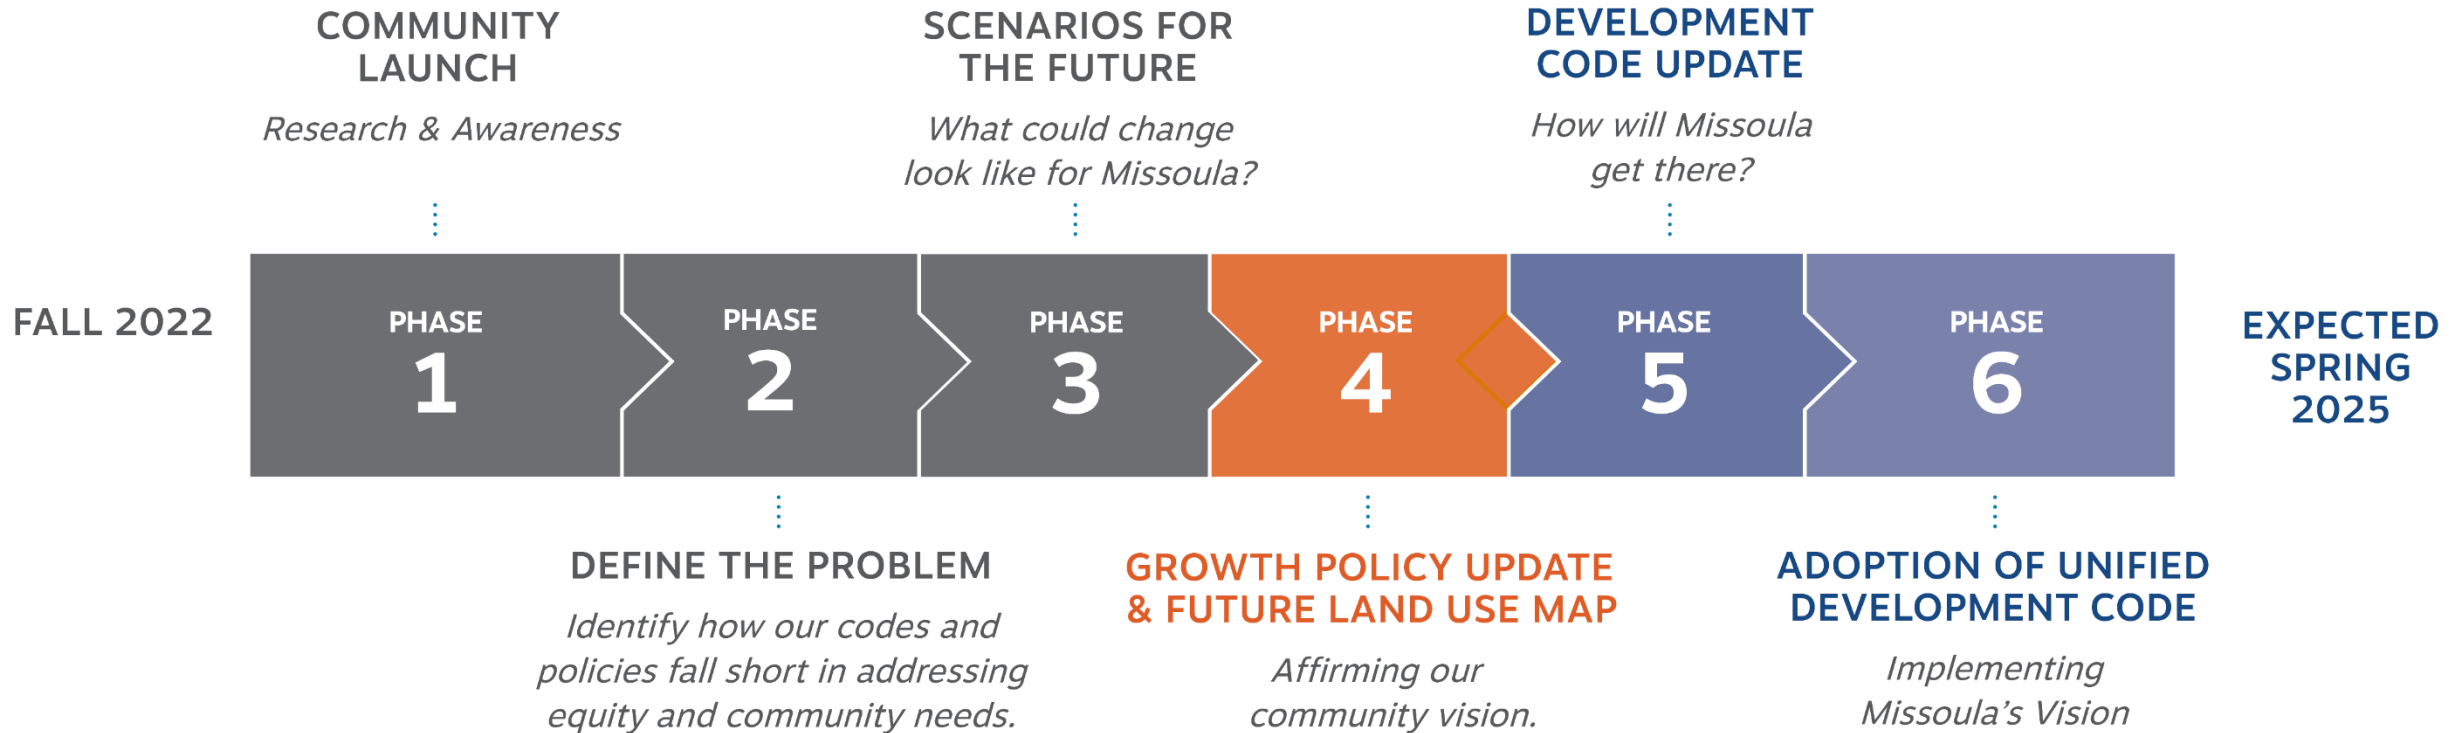 COMMUNITY
LAUNCH
Research & Awareness
SCENARIOS FOR
THE FUTURE
What could change
look like for Missoula?
DEVELOPMENT
CODE UPDATE
How will Missoula
get there?
FALL 2022
PHASE
1
PHASE
2
PHASE
3
PHASE
4
PHASE
5
PHASE
6
EXPECTED
SPRING
2025
DEFINE THE PROBLEM
Identify how our codes and
policies fall short in addressing
equity and community needs.
GROWTH POLICY UPDATE
& FUTURE LAND USE MAP
Affirming our
community vision.
ADOPTION OF UNIFIED
DEVELOPMENT CODE
Implementing
Missoula's Vision